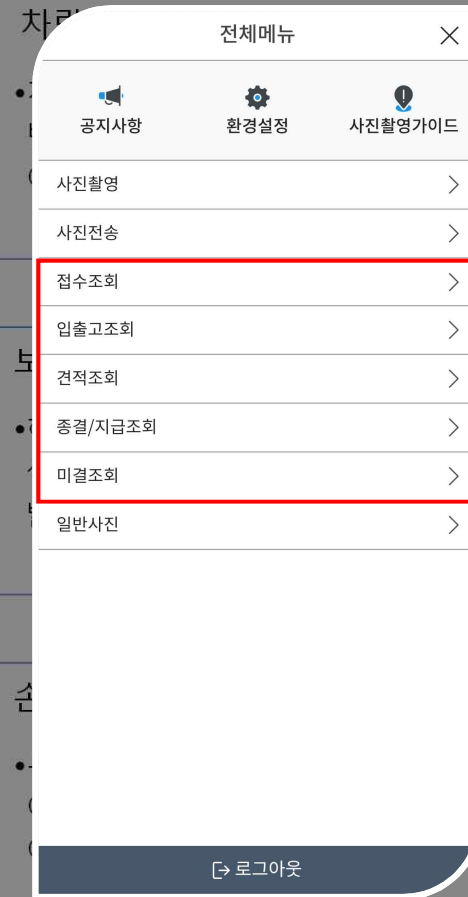 전체메뉴
공지사항 환경설정 사진촬영가이드
사진촬영
사진전송
접수조회
입출고조회
견적조회
종결/지급조회
미결조회
일반사진
로그아웃